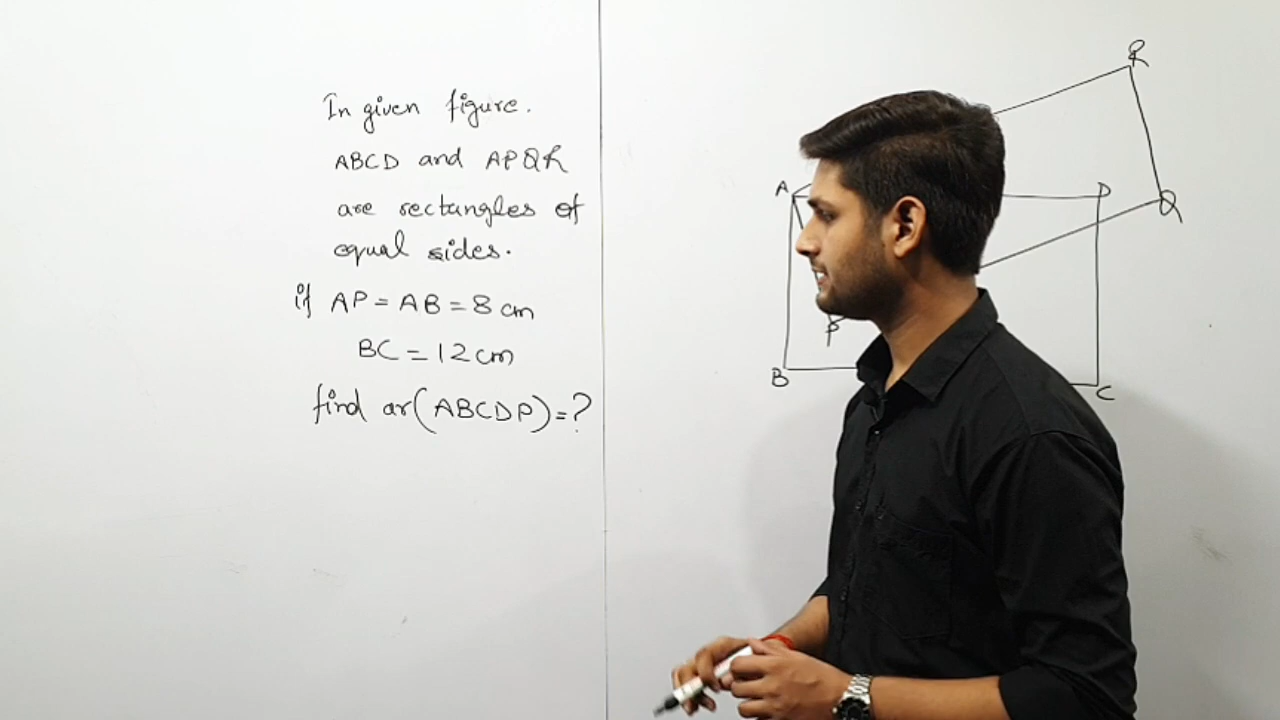 In given figure.
ABCD and APQR
are rectangles of
equal sides.
if AP = AB = 8 cm
BC = 12 cm
find ar(ABCDP) = ?
R
A
D
Q
P
B
C